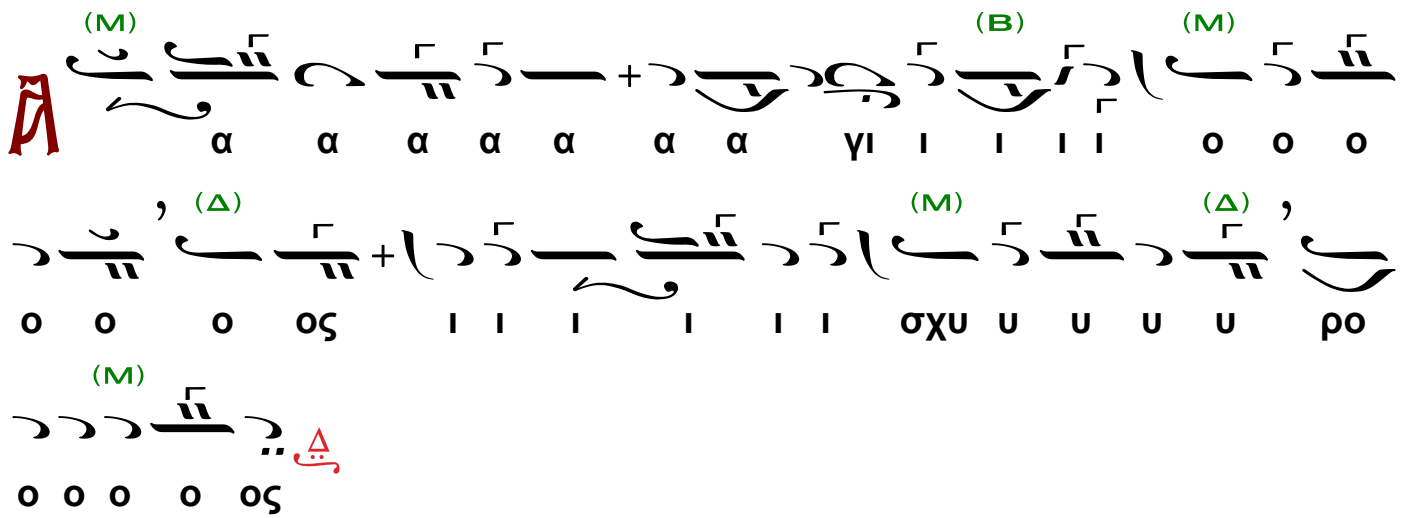 (Μ) (Β) (Μ)
Α α α α α α α α γι ι ι ι ι ο ο ο
(Δ) (Μ) (Δ)
ο ο ο ος ι ι ι ι ι ι σχυ υ υ υ υ ρο
(Μ)
Δ
ο ο ο ο ος